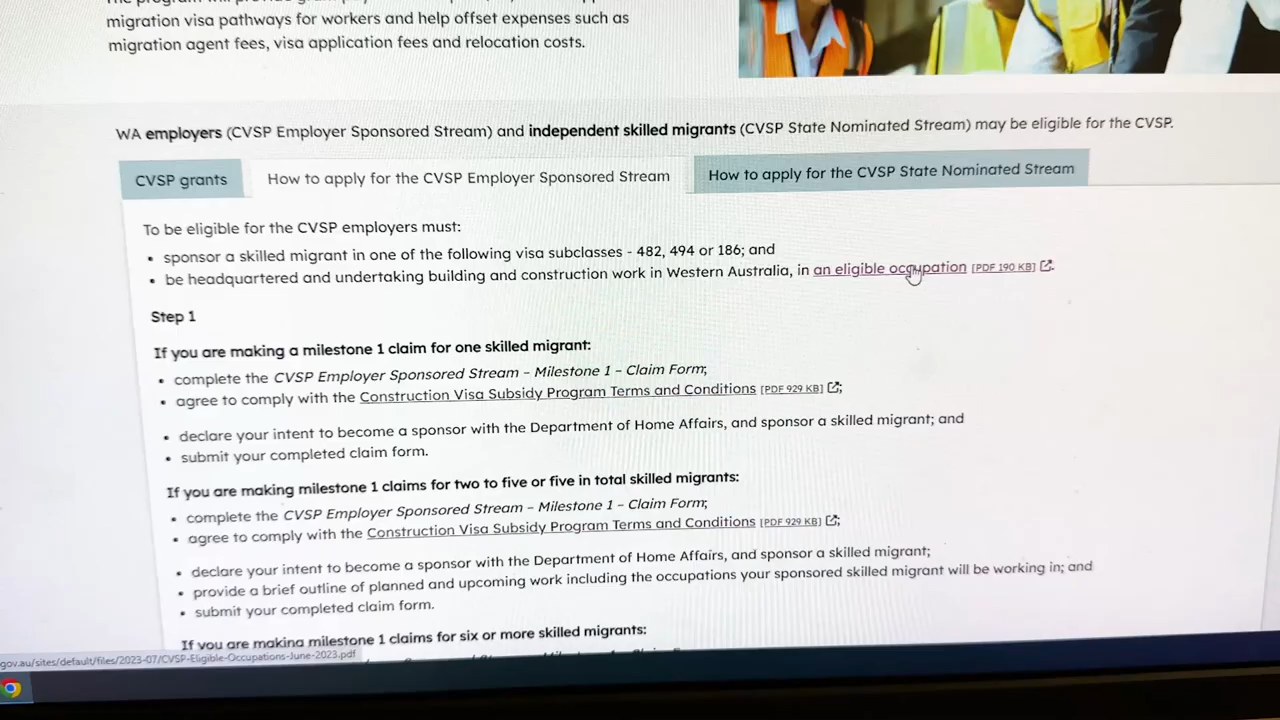 migration visa pathways for workers and help offset expenses such as
migration agent fees, visa application fees and relocation costs.
WA employers (CVSP Employer Sponsored Stream) and independent skilled migrants (CVSP State Nominated Stream) may be eligible for the CVSP.
CVSP grants
How to apply for the CVSP Employer Sponsored Stream
How to apply for the CVSP State Nominated Stream
To be eligible for the CVSP employers must:
• sponsor a skilled migrant in one of the following visa subclasses - 482, 494 or 186; and
• be headquartered and undertaking building and construction work in Western Australia, in an eligible occupation [PDF 190 KB].
Step 1
If you are making a milestone 1 claim for one skilled migrant:
• complete the CVSP Employer Sponsored Stream – Milestone 1 – Claim Form;
• agree to comply with the Construction Visa Subsidy Program Terms and Conditions [PDF 929 KB];
• declare your intent to become a sponsor with the Department of Home Affairs, and sponsor a skilled migrant; and
• submit your completed claim form.
If you are making milestone 1 claims for two to five or five in total skilled migrants:
• complete the CVSP Employer Sponsored Stream – Milestone 1 – Claim Form;
• agree to comply with the Construction Visa Subsidy Program Terms and Conditions [PDF 929 KB];
• declare your intent to become a sponsor with the Department of Home Affairs, and sponsor a skilled migrant;
• provide a brief outline of planned and upcoming work including the occupations your sponsored skilled migrant will be working in; and
• submit your completed claim form.
If you are making milestone 1 claims for six or more skilled migrants:
gov.au/sites/default/files/2023-07/CVSP-Eligible-Occupations-June-2023.pdf